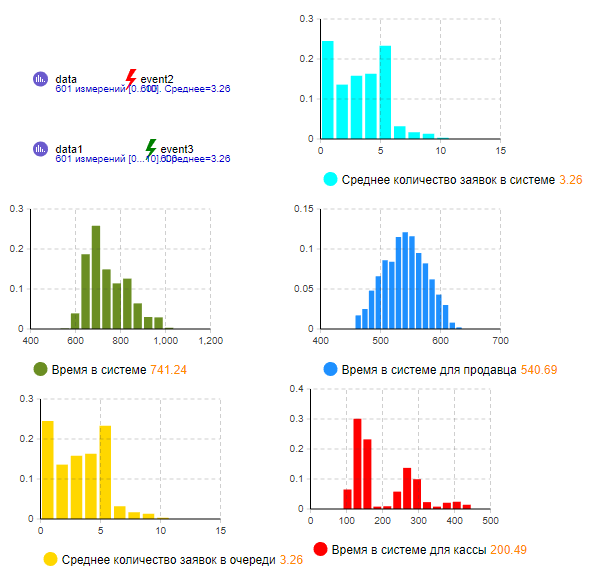 data event2
601 измерений [0..600]. Среднее=3.26
data1 event3
601 измерений [0...10]. Среднее=3.26
0.3
0.2
0.1
0
0 5 10 15
Среднее количество заявок в системе 3.26
0.3
0.2
0.1
0
400 600 800 1,000 1,200
Время в системе 741.24
0.15
0.1
0.05
0
400 500 600 700
Время в системе для продавца 540.69
0.3
0.2
0.1
0
0 5 10 15
Среднее количество заявок в очереди 3.26
0.4
0.3
0.2
0.1
0
0 100 200 300 400 500
Время в системе для кассы 200.49